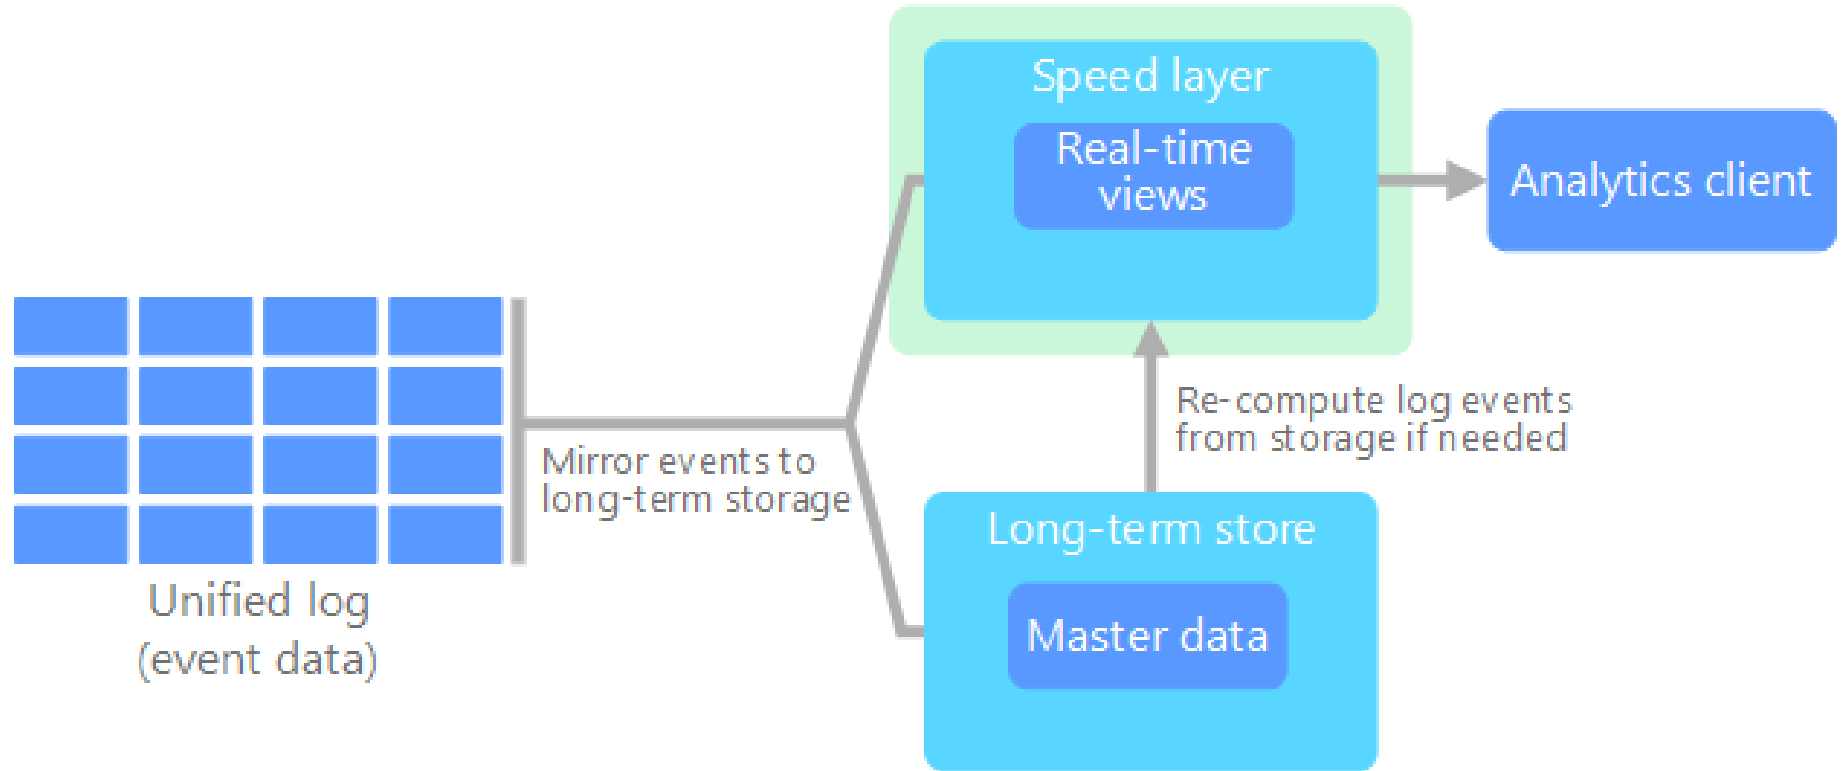 Speed layer
Real-time
views
Analytics client
Re-compute log events
from storage if needed
Mirror events to
long-term storage
Long-term store
Master data
Unified log
(event data)